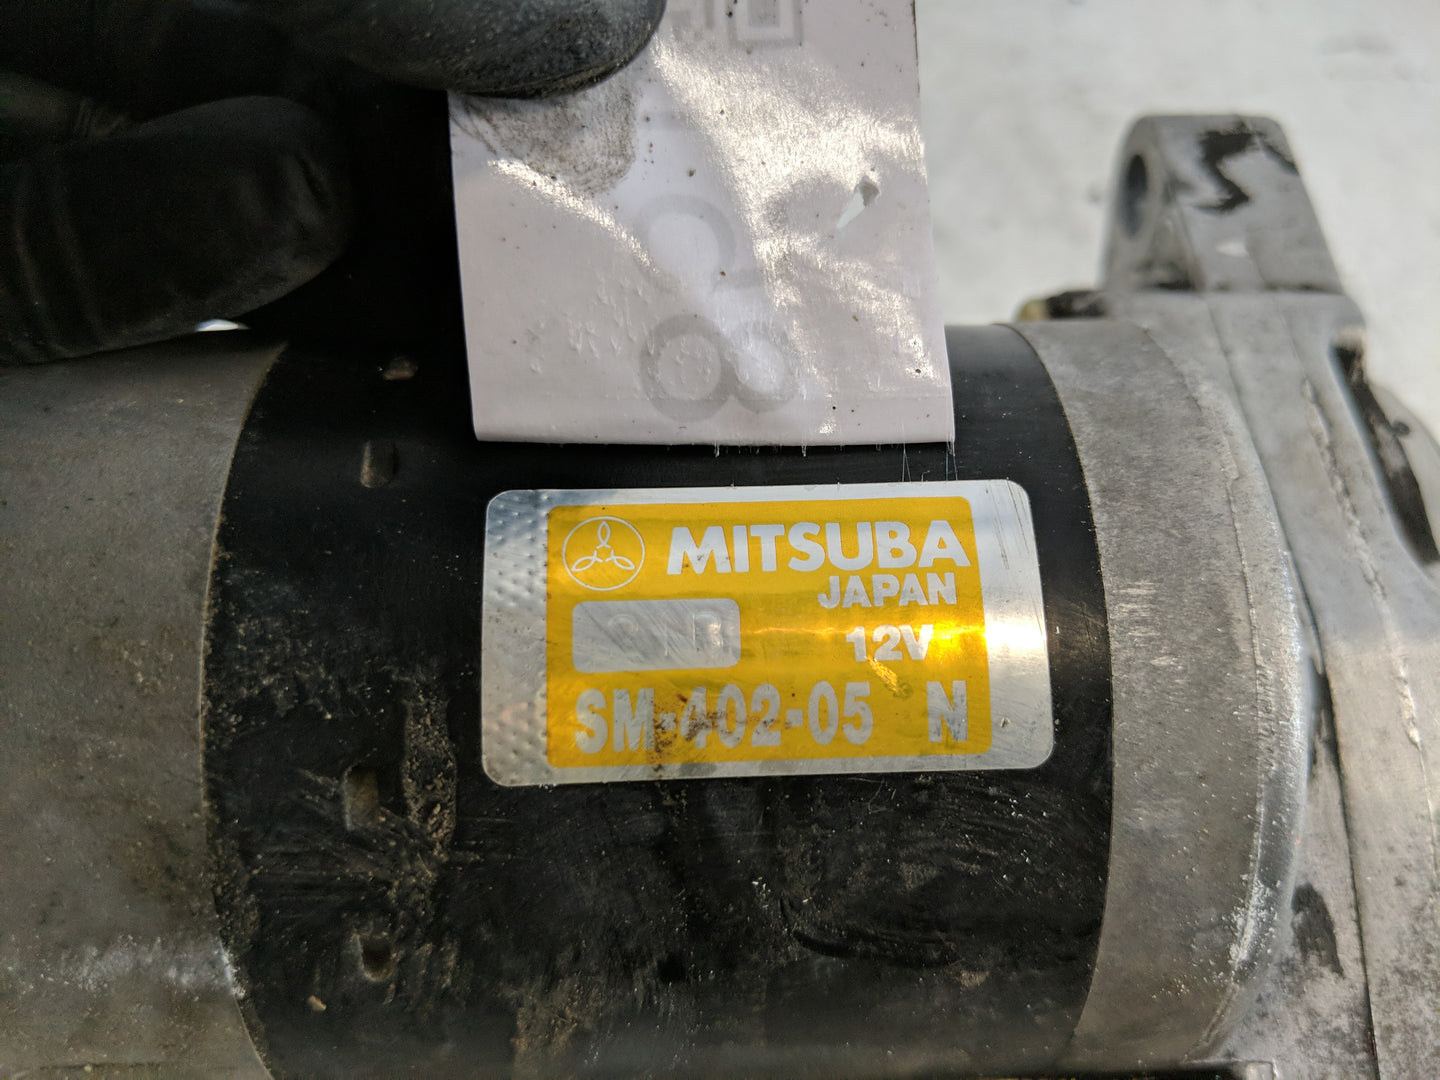 MITSUBA
JAPAN
12V
SM-402-05 N